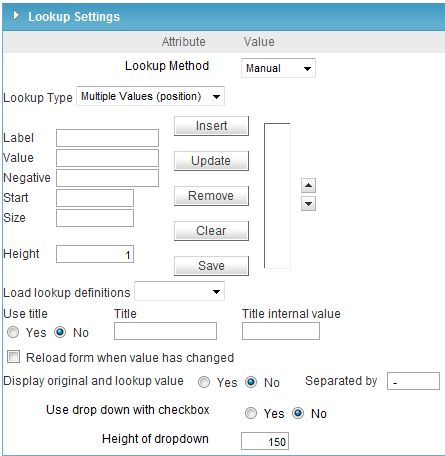 Lookup Settings
Attribute Value
Lookup Method Manual
Lookup Type Multiple Values (position)
Label Insert
Value Update
Negative
Start Remove
Size Clear
Height 1 Save
Load lookup definitions
Use title Title Title internal value
Yes No
Reload form when value has changed
Display original and lookup value Yes No Separated by -
Use drop down with checkbox Yes No
Height of dropdown 150